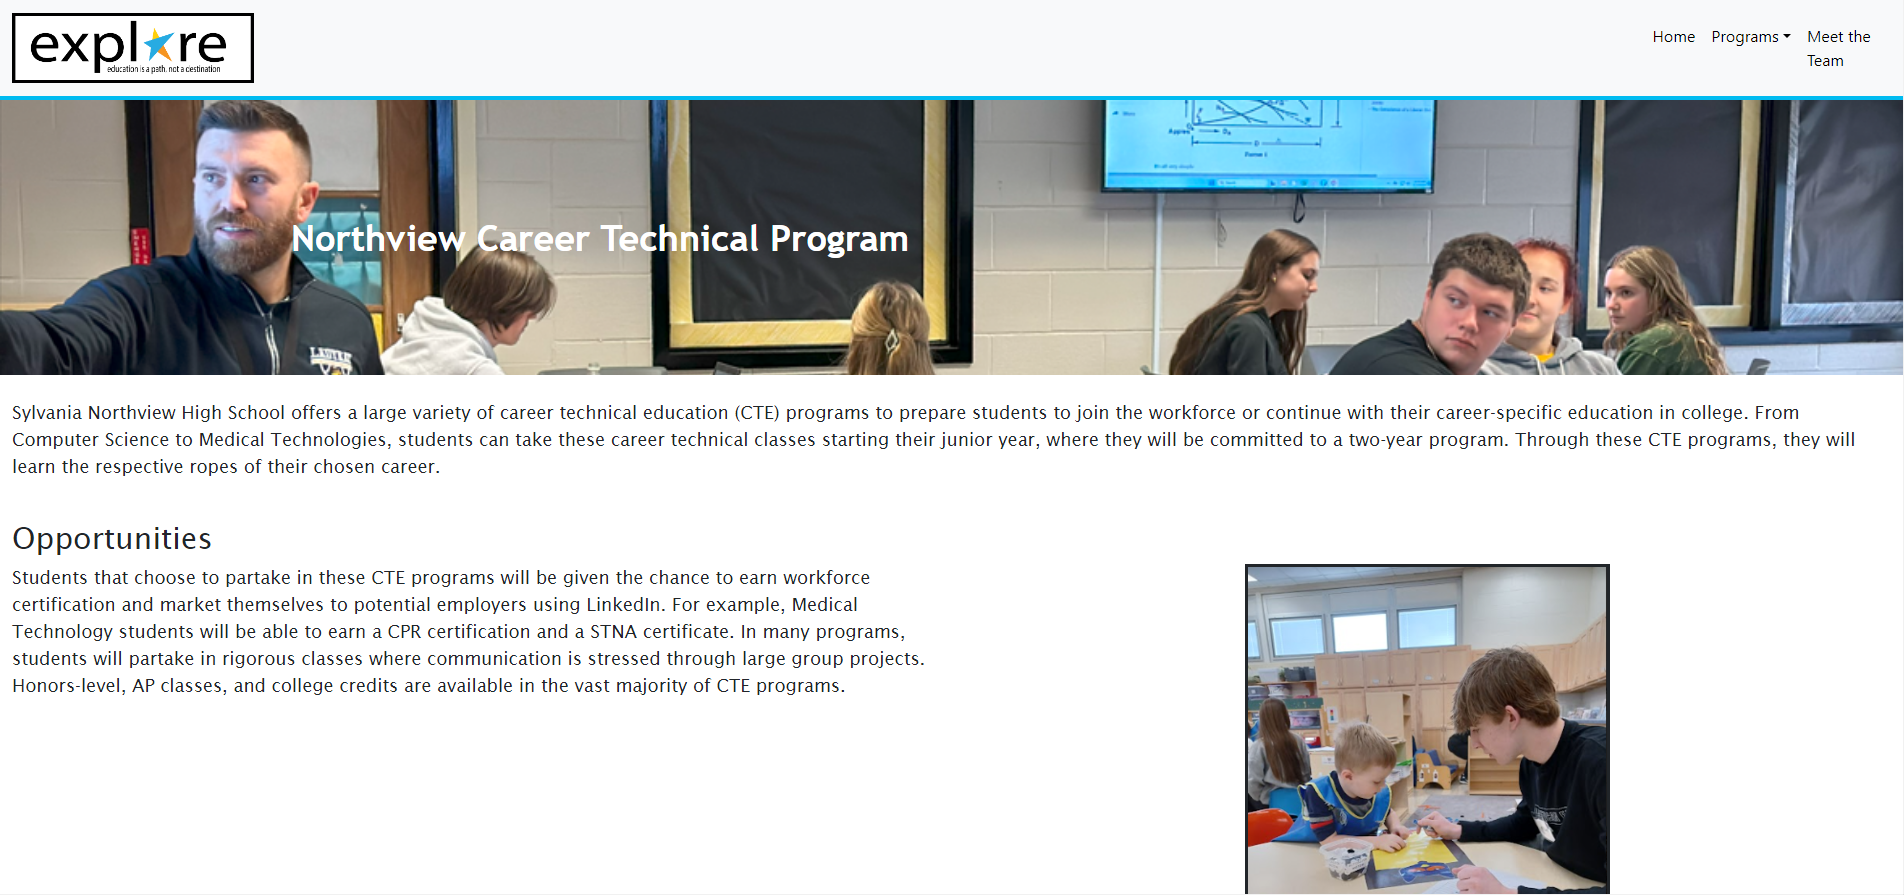 explore
education is a path, not a destination
Home Programs Meet the
Team
Northview Career Technical Program
Sylvania Northview High School offers a large variety of career technical education (CTE) programs to prepare students to join the workforce or continue with their career-specific education in college. From
Computer Science to Medical Technologies, students can take these career technical classes starting their junior year, where they will be committed to a two-year program. Through these CTE programs, they will
learn the respective ropes of their chosen career.
Opportunities
Students that choose to partake in these CTE programs will be given the chance to earn workforce
certification and market themselves to potential employers using LinkedIn. For example, Medical
Technology students will be able to earn a CPR certification and a STNA certificate. In many programs,
students will partake in rigorous classes where communication is stressed through large group projects.
Honors-level, AP classes, and college credits are available in the vast majority of CTE programs.